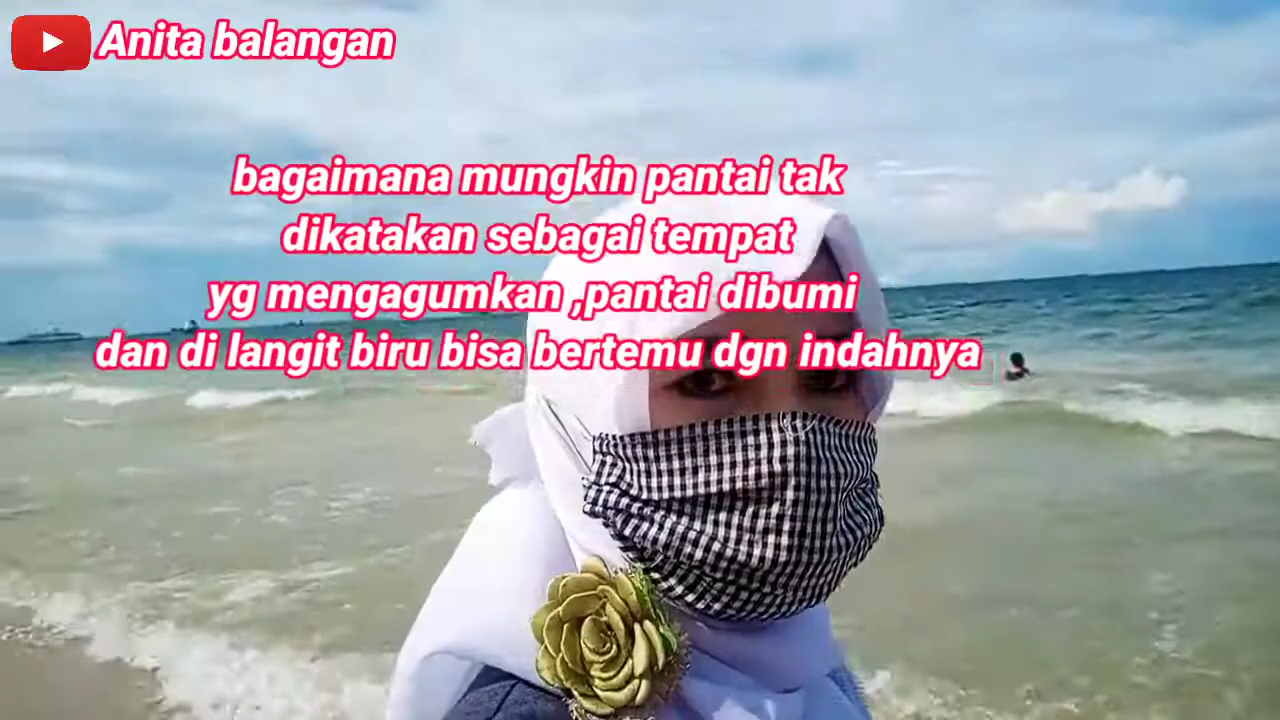 Anita balangan
bagaimana mungkin pantai tak
dikatakan sebagai tempat
yg mengagumkan ,pantai dibumi
dan di langit biru bisa bertemu dgn indahnya